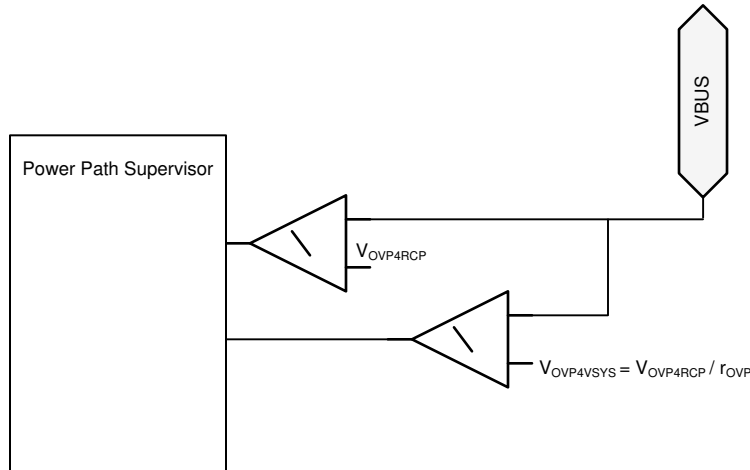 VBUS
Power Path Supervisor
VOVP4RCP
VOVP4VSYS = VOVP4RCP / rOVP